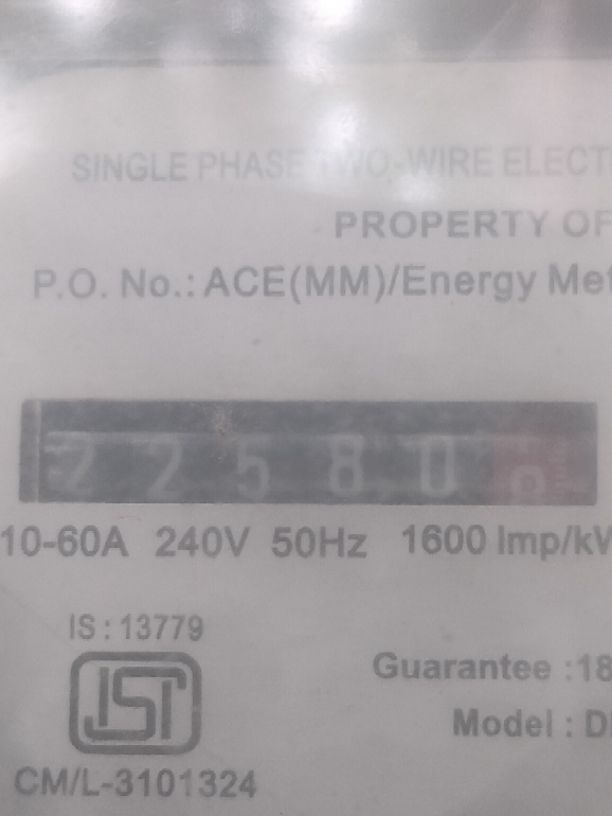 SINGLE PHASE TWO-WIRE ELECT
PROPERTY OF
P.O. No.: ACE(MM)/Energy Met
2 2 5 8 0
10-60A 240V 50Hz 1600 Imp/kW
IS : 13779
Guarantee :18
ISI
Model : D
CM/L-3101324